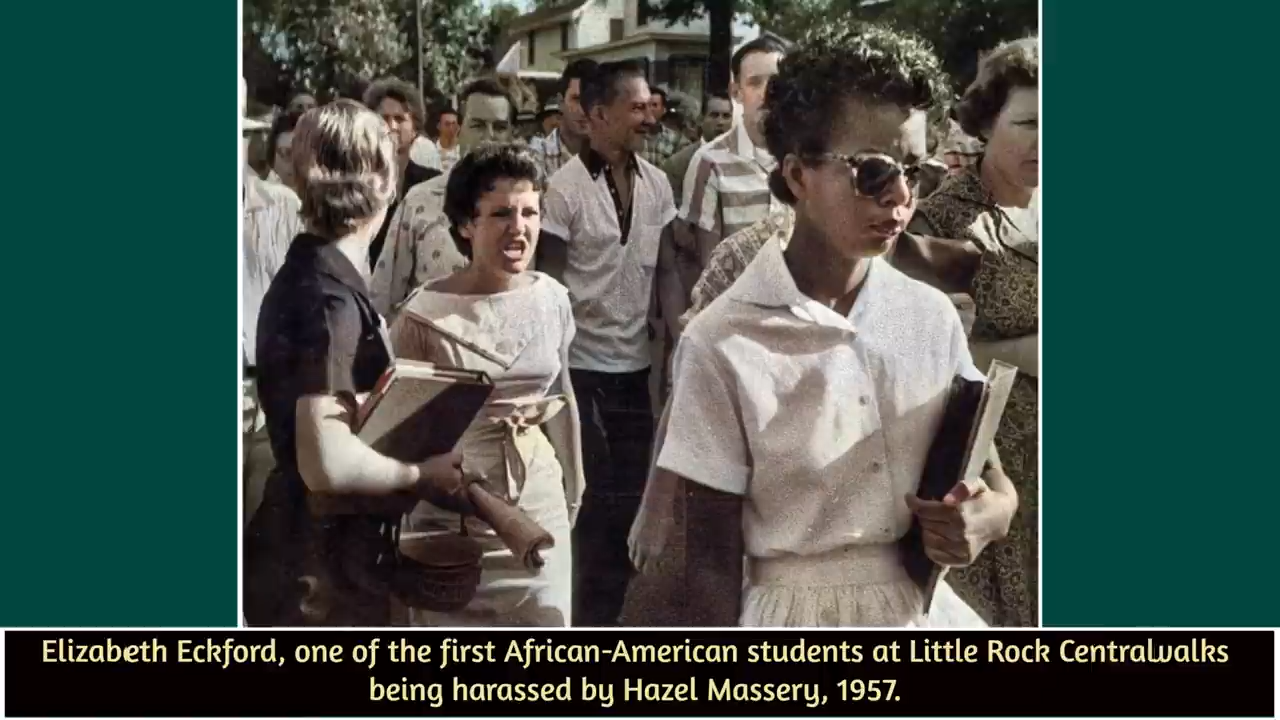 Elizabeth Eckford, one of the first African-American students at Little Rock Centralwalks
being harassed by Hazel Massery, 1957.